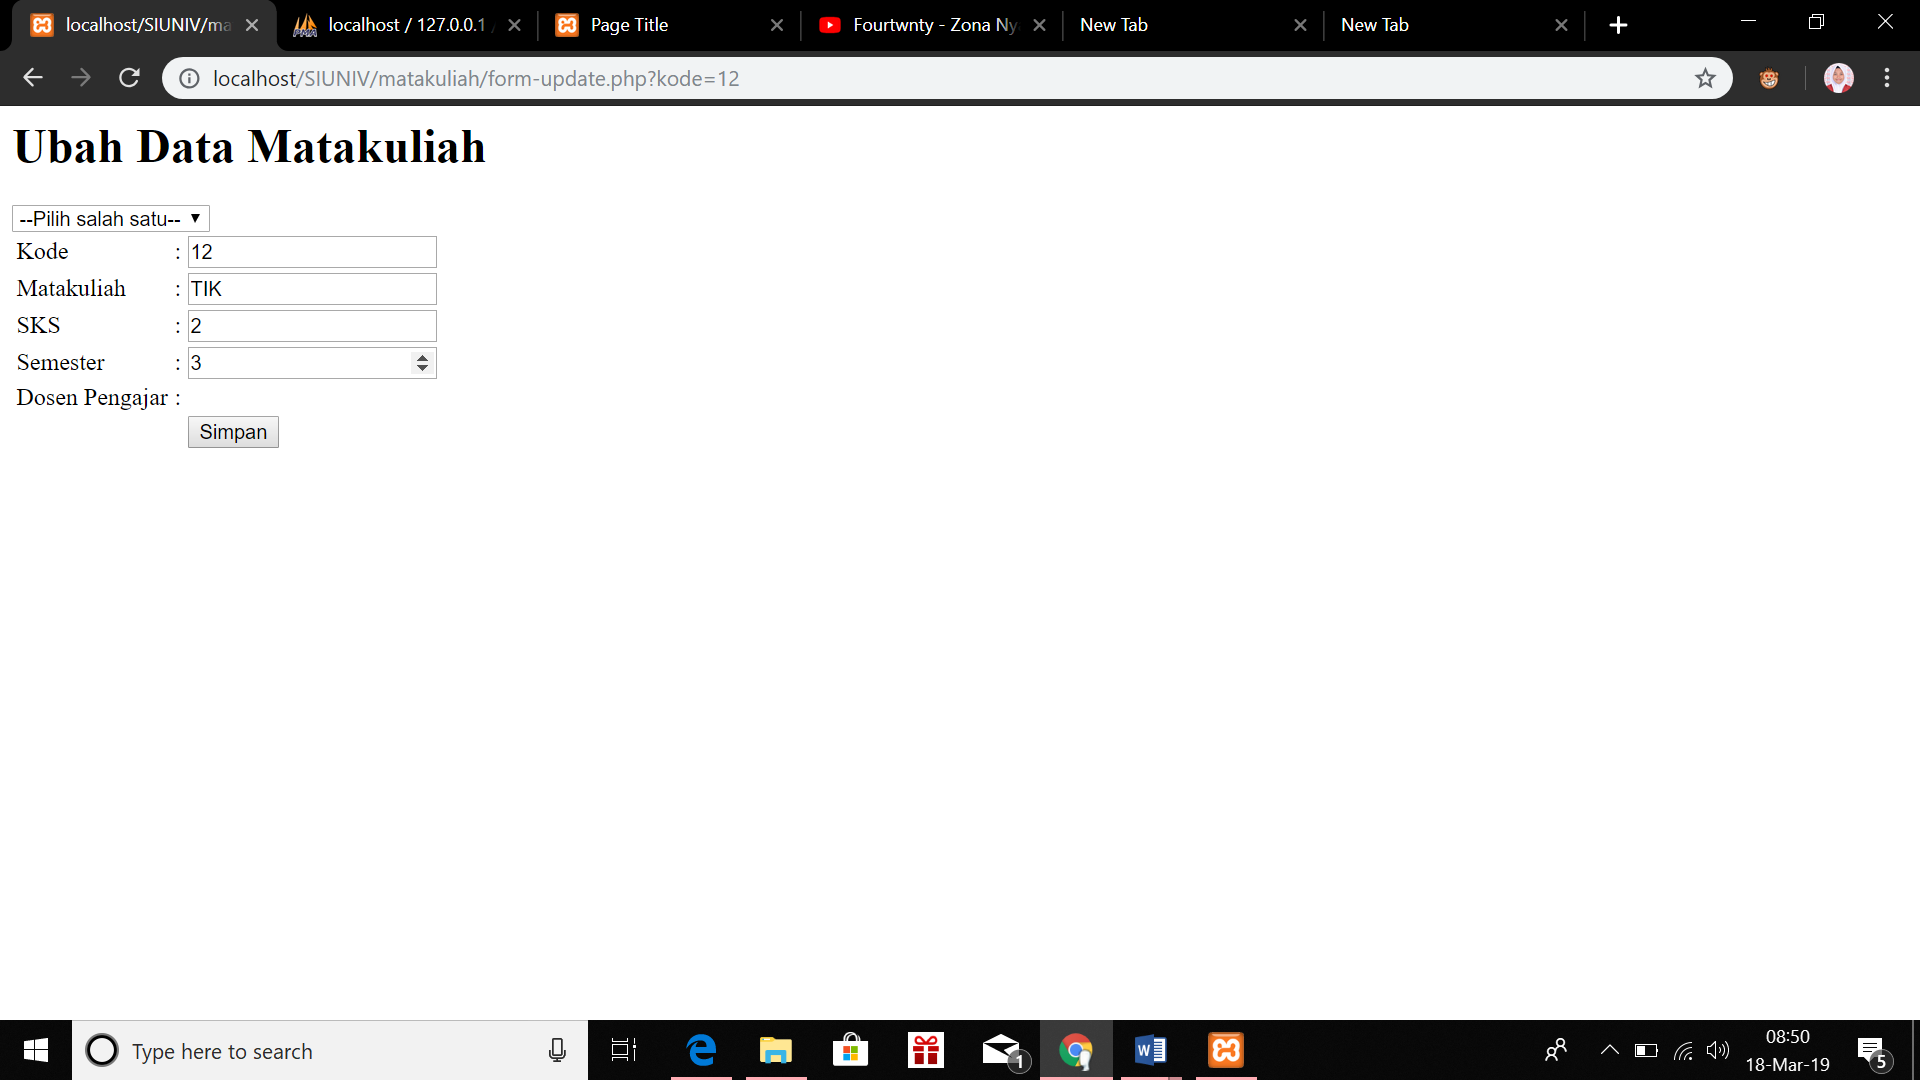 localhost/SIUNIV/ma
localhost / 127.0.0.1 /
Page Title
Fourtwnty - Zona Ny
New Tab
New Tab
localhost/SIUNIV/matakuliah/form-update.php?kode=12
Ubah Data Matakuliah
--Pilih salah satu--
Kode : 12
Matakuliah : TIK
SKS : 2
Semester : 3
Dosen Pengajar :
Simpan
Type here to search
1
W
08:50
18-Mar-19
5